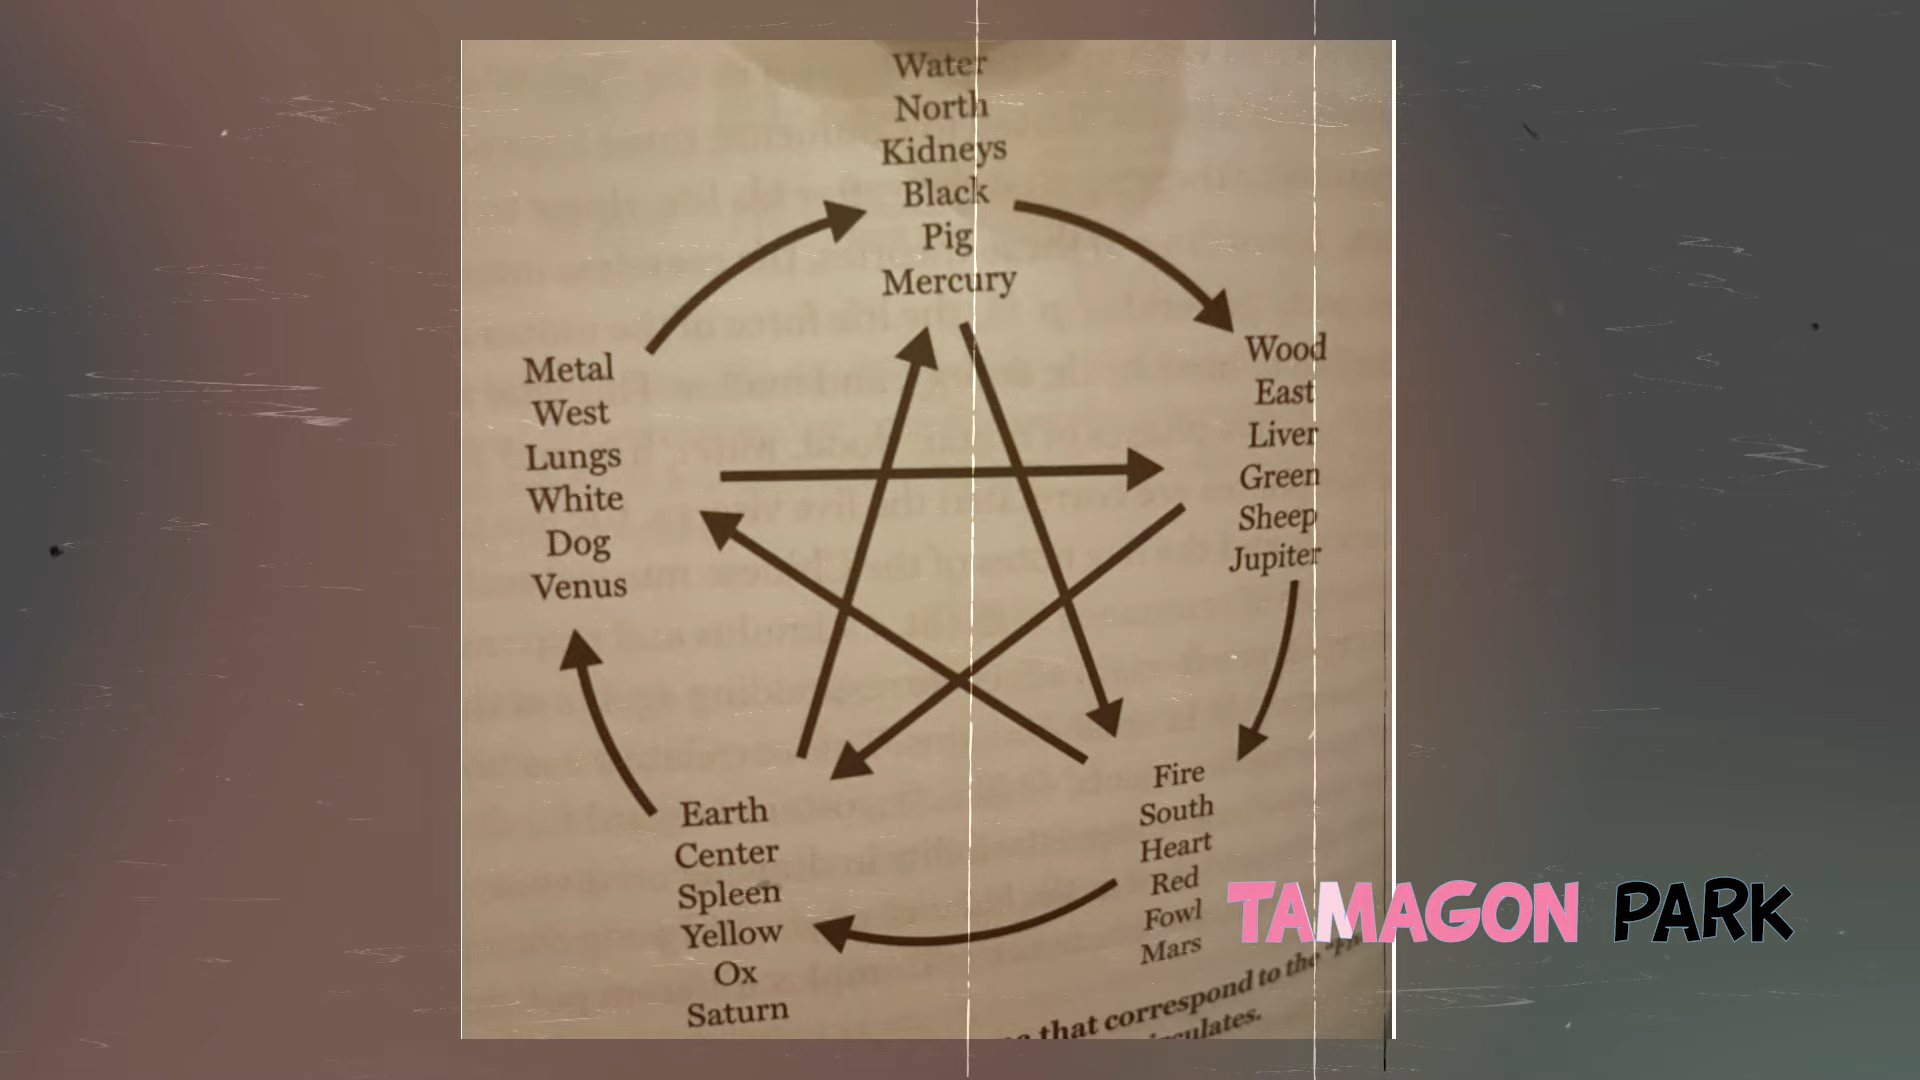 Water
North
Kidneys
Black
Pig
Mercury
Metal
West
Lungs
White
Dog
Venus
Wood
East
Liver
Green
Sheep
Jupiter
Earth
Center
Spleen
Yellow
Ox
Saturn
Fire
South
Heart
Red
Fowl
Mars
TAMAGON PARK
that correspond to the